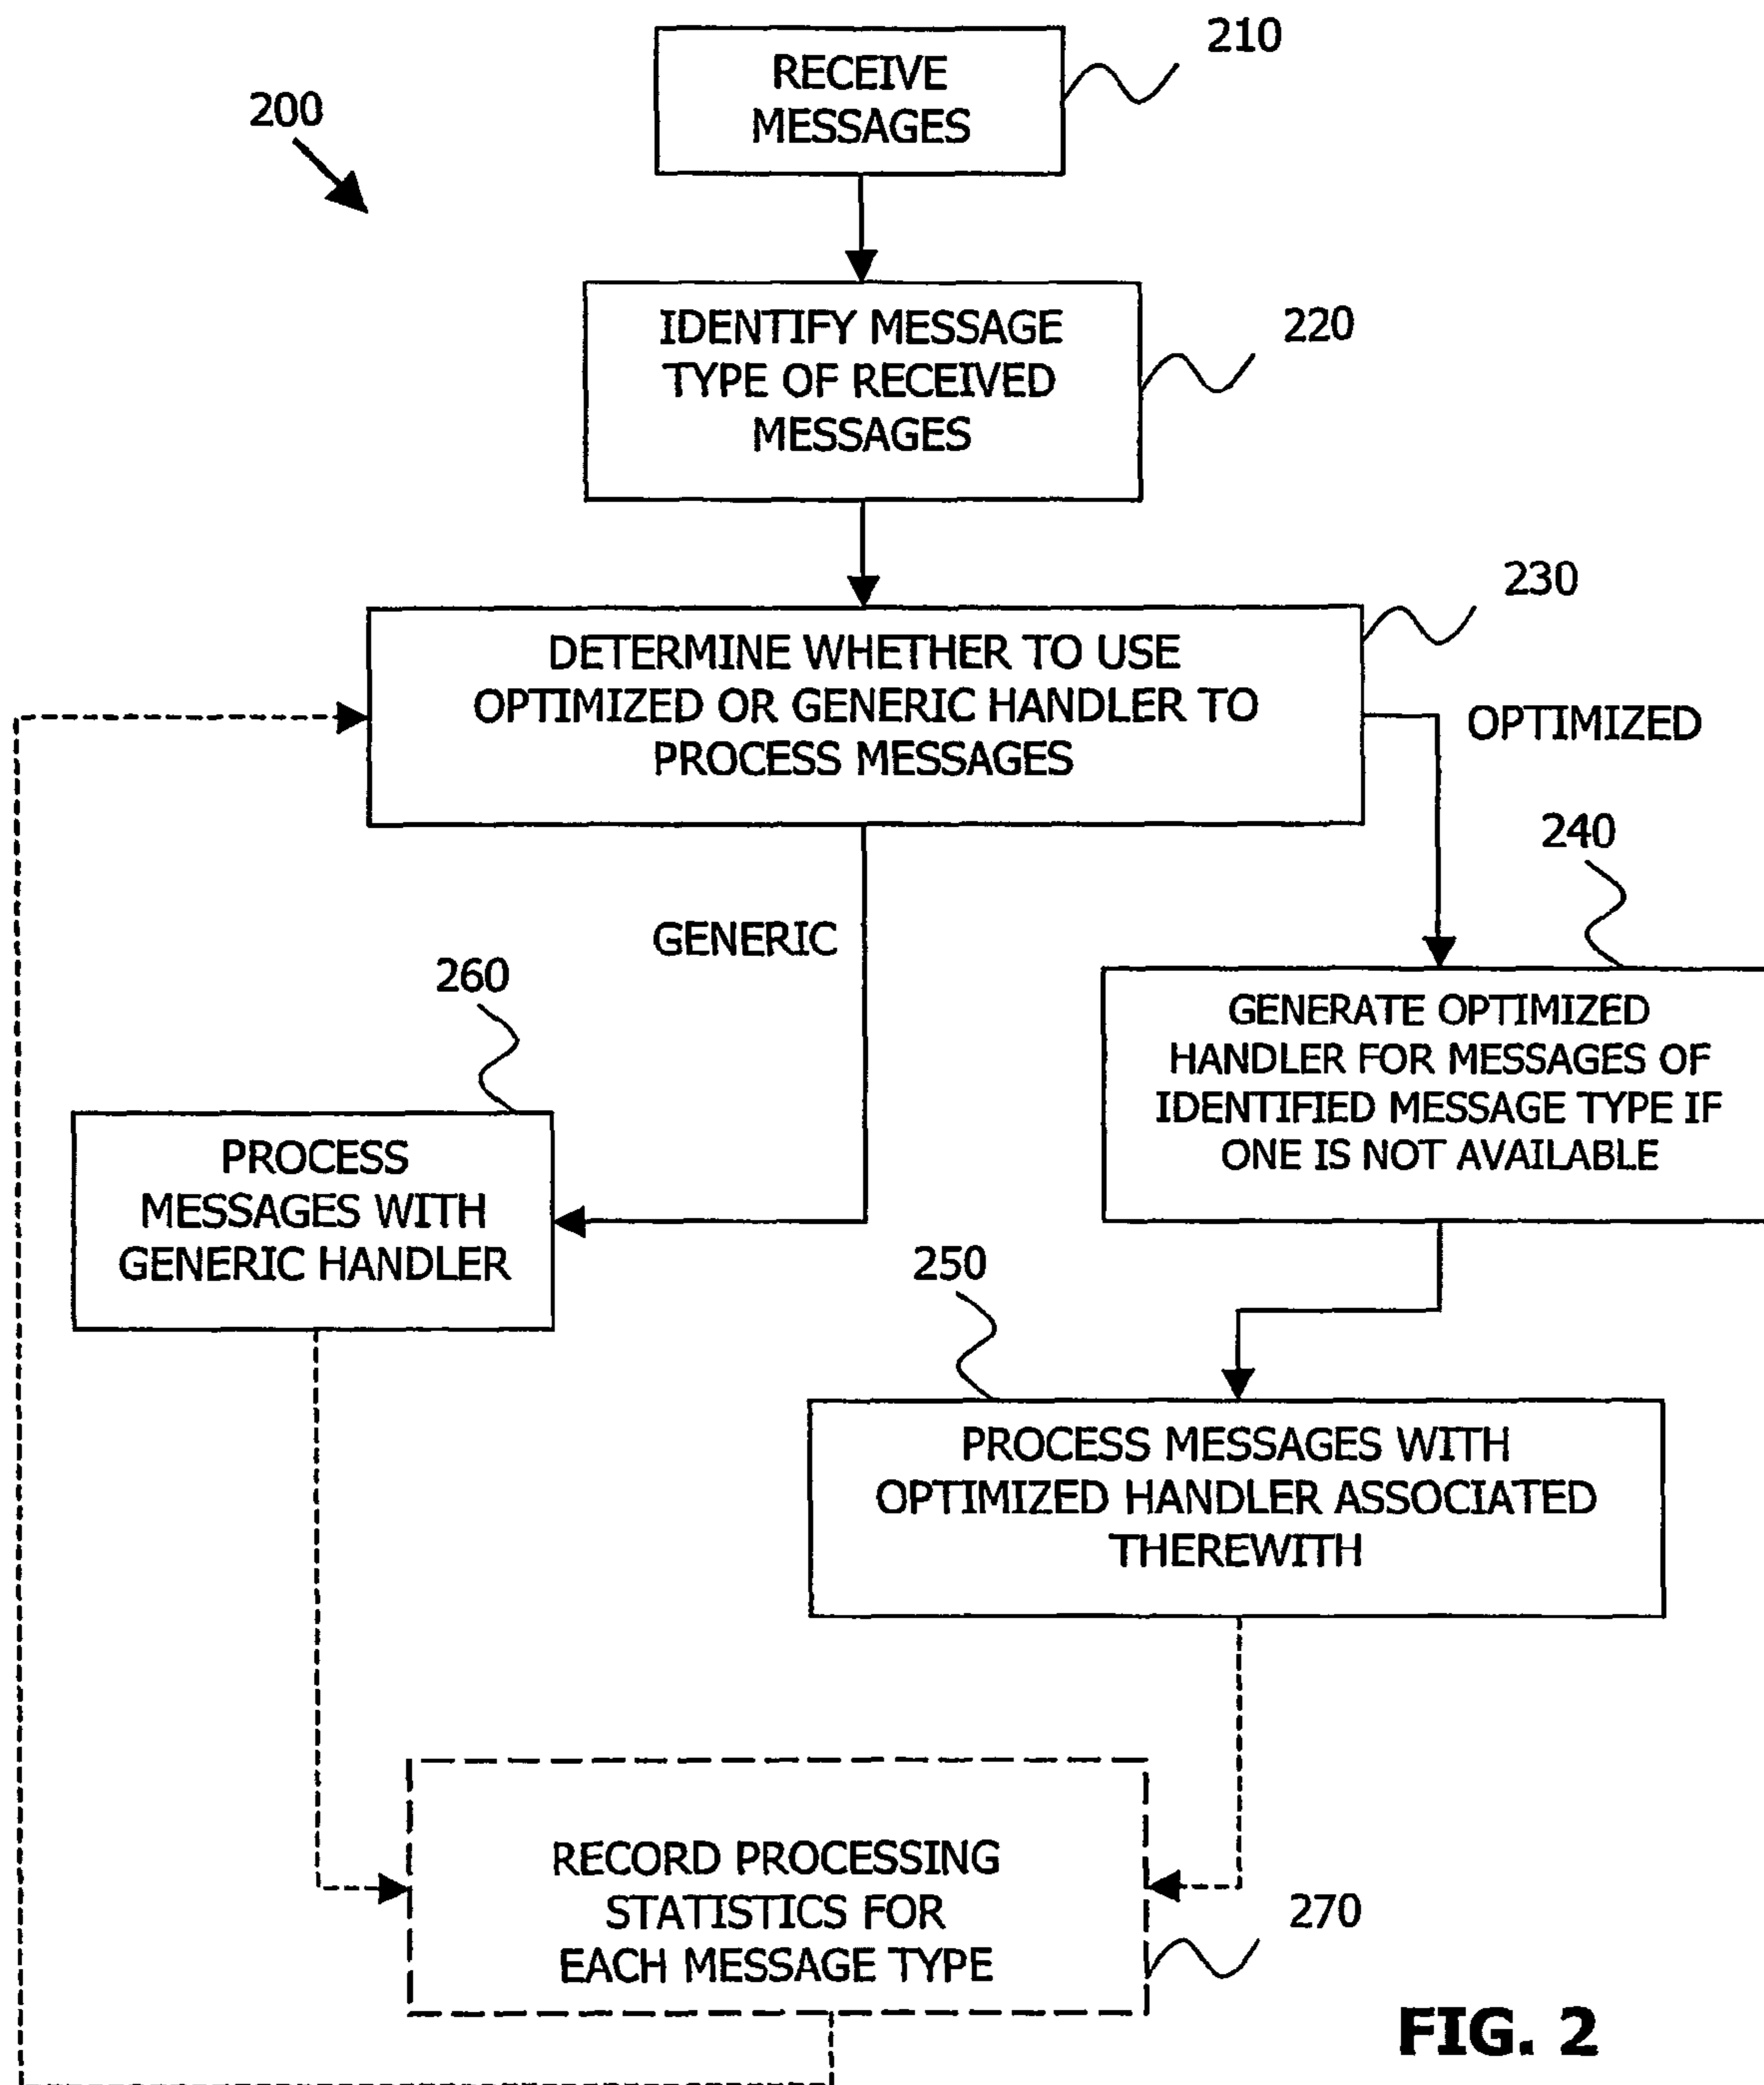 210
RECEIVE
MESSAGES
200
220
IDENTIFY MESSAGE
TYPE OF RECEIVED
MESSAGES
230
DETERMINE WHETHER TO USE
OPTIMIZED OR GENERIC HANDLER TO
PROCESS MESSAGES
OPTIMIZED
240
GENERIC
260
GENERATE OPTIMIZED
HANDLER FOR MESSAGES OF
IDENTIFIED MESSAGE TYPE IF
ONE IS NOT AVAILABLE
PROCESS
MESSAGES WITH
GENERIC HANDLER
250
PROCESS MESSAGES WITH
OPTIMIZED HANDLER ASSOCIATED
THEREWITH
RECORD PROCESSING
STATISTICS FOR
EACH MESSAGE TYPE
270
FIG. 2